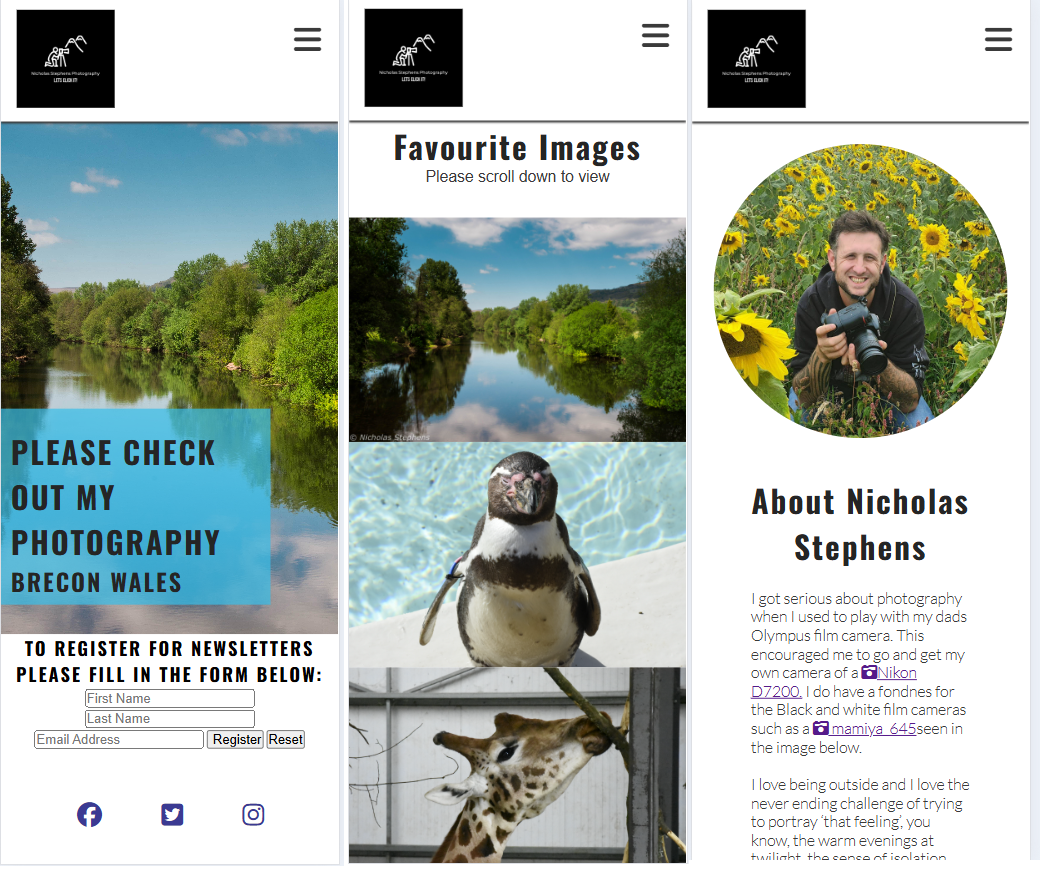 Nicholas Stephens Photography
LETS CLICK IT!
PLEASE CHECK
OUT MY
PHOTOGRAPHY
BRECON WALES
TO REGISTER FOR NEWSLETTERS
PLEASE FILL IN THE FORM BELOW:
First Name
Last Name
Email Address Register Reset
Nicholas Stephens Photography
LETS CLICK IT!
Favourite Images
Please scroll down to view
© Nicholas Stephens
Nicholas Stephens Photography
LETS CLICK IT!
About Nicholas
Stephens
I got serious about photography
when I used to play with my dads
Olympus film camera. This
encouraged me to go and get my
own camera of a Nikon
D7200. I do have a fondnes for
the Black and white film cameras
such as a mamiya 645seen in
the image below.
I love being outside and I love the
never ending challenge of trying
to portray ‘that feeling’, you
know, the warm evenings at
twilight, the sense of isolation